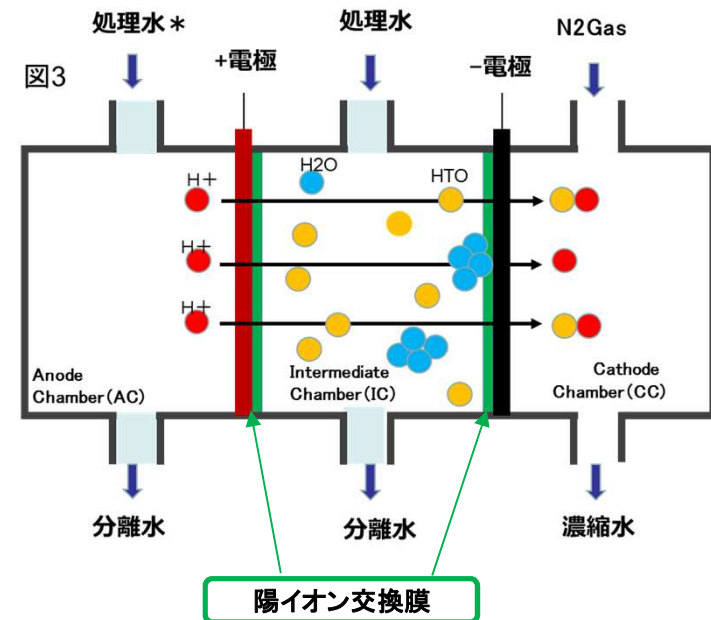 処理水*
処理水
N2Gas
図3
+電極
-電極
H2O
HTO
H+
H+
H+
Anode
Chamber(AC)
Intermediate
Chamber(IC)
Cathode
Chamber(CC)
分離水
分離水
濃縮水
陽イオン交換膜